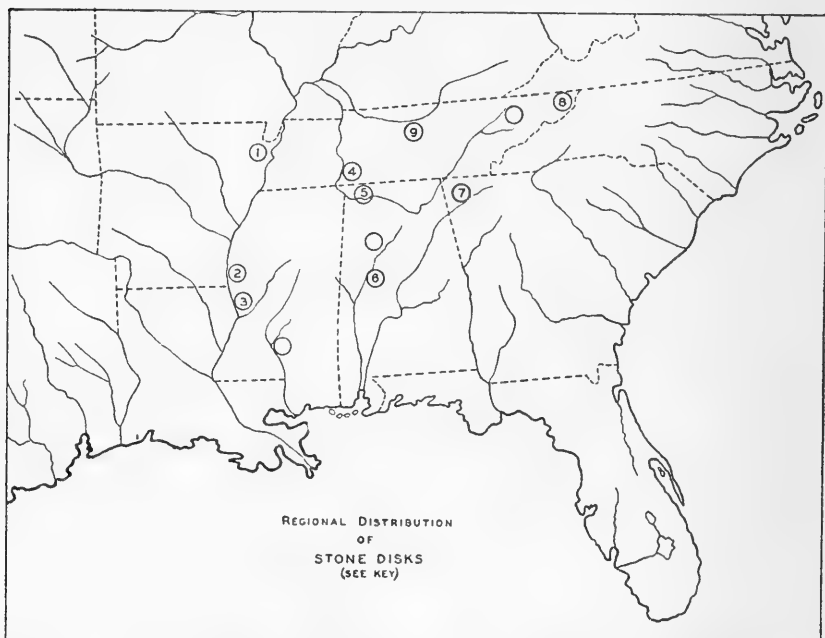 8
9
1
4
5
7
6
2
3
REGIONAL DISTRIBUTION
OF
STONE DISKS
(SEE KEY)